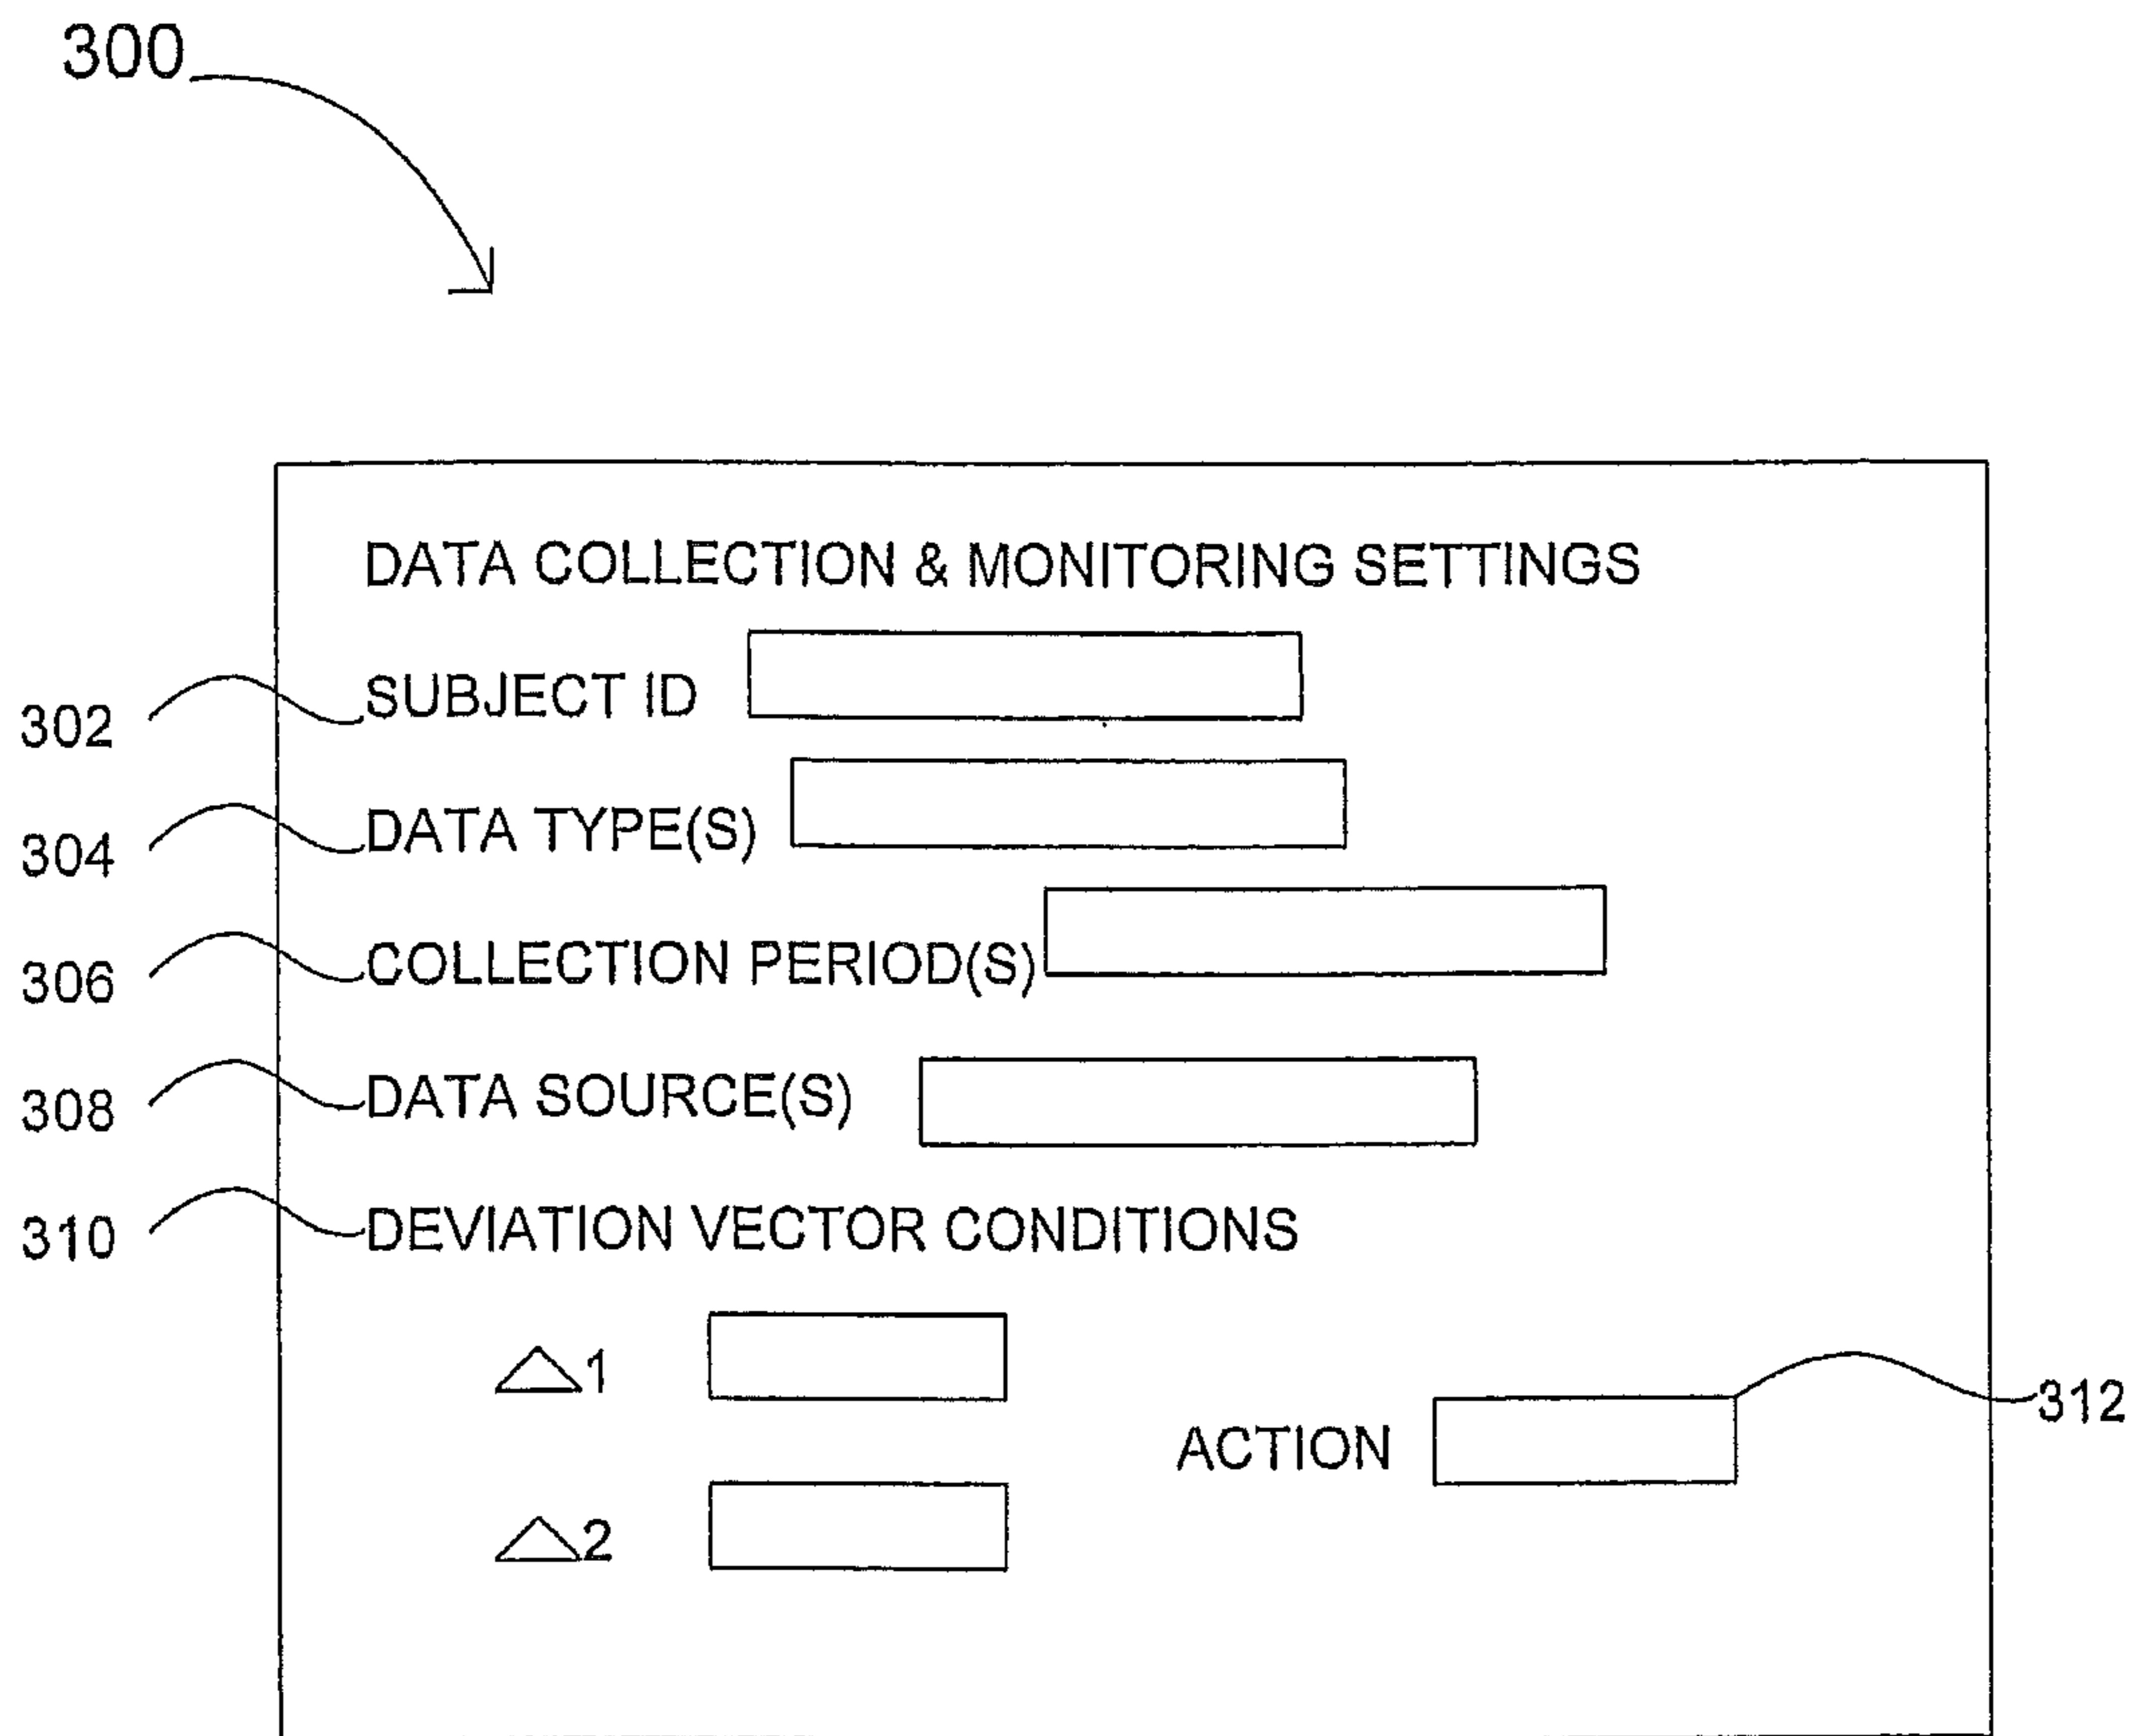 300
DATA COLLECTION & MONITORING SETTINGS
302 SUBJECT ID
304 DATA TYPE(S)
306 COLLECTION PERIOD(S)
308 DATA SOURCE(S)
310 DEVIATION VECTOR CONDITIONS
△1
ACTION 312
△2